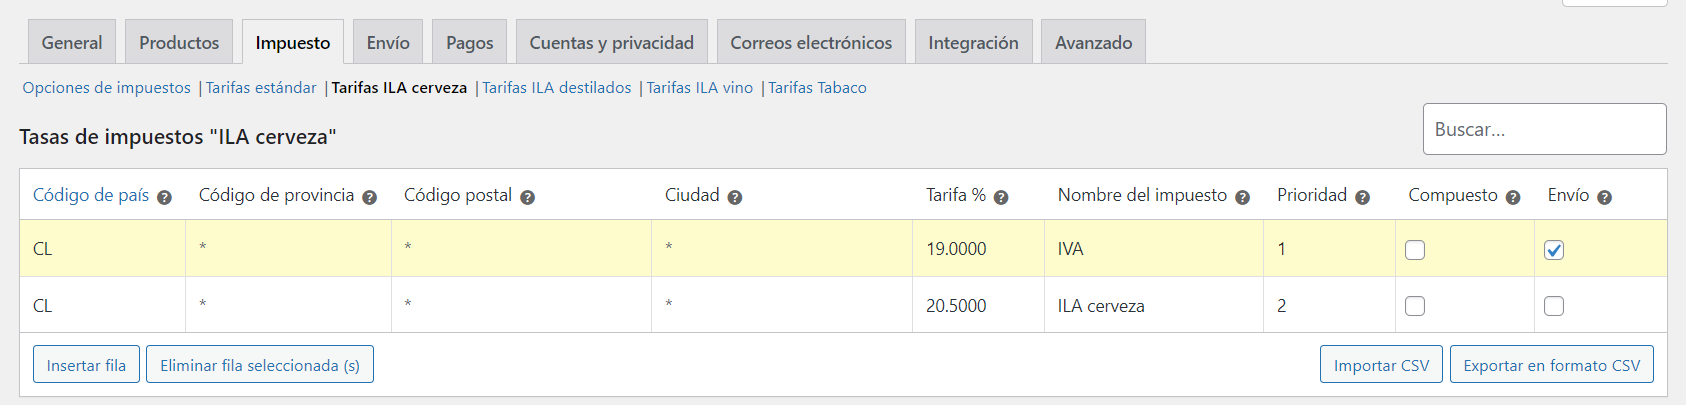 General Productos Impuesto Envío Pagos Cuentas y privacidad Correos electrónicos Integración Avanzado
Opciones de impuestos | Tarifas estándar | Tarifas ILA cerveza | Tarifas ILA destilados | Tarifas ILA vino | Tarifas Tabaco
Tasas de impuestos "ILA cerveza"
Buscar...
Código de país ? Código de provincia ? Código postal ? Ciudad ? Tarifa % ? Nombre del impuesto ? Prioridad ? Compuesto ? Envío ?
CL * * * 19.0000 IVA 1
CL * * * 20.5000 ILA cerveza 2
Insertar fila Eliminar fila seleccionada (s) Importar CSV Exportar en formato CSV